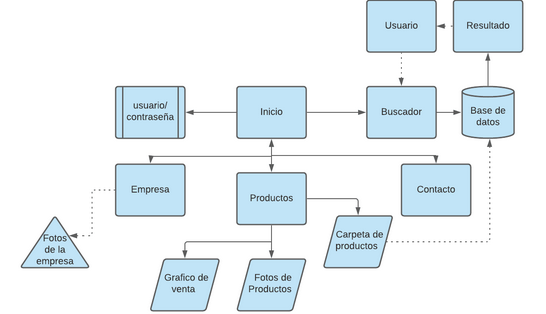 Usuario
Resultado
usuario/
contraseña
Inicio
Buscador
Base de
datos
Empresa
Productos
Contacto
Fotos
de la
empresa
Carpeta de
productos
Grafico de
venta
Fotos de
Productos